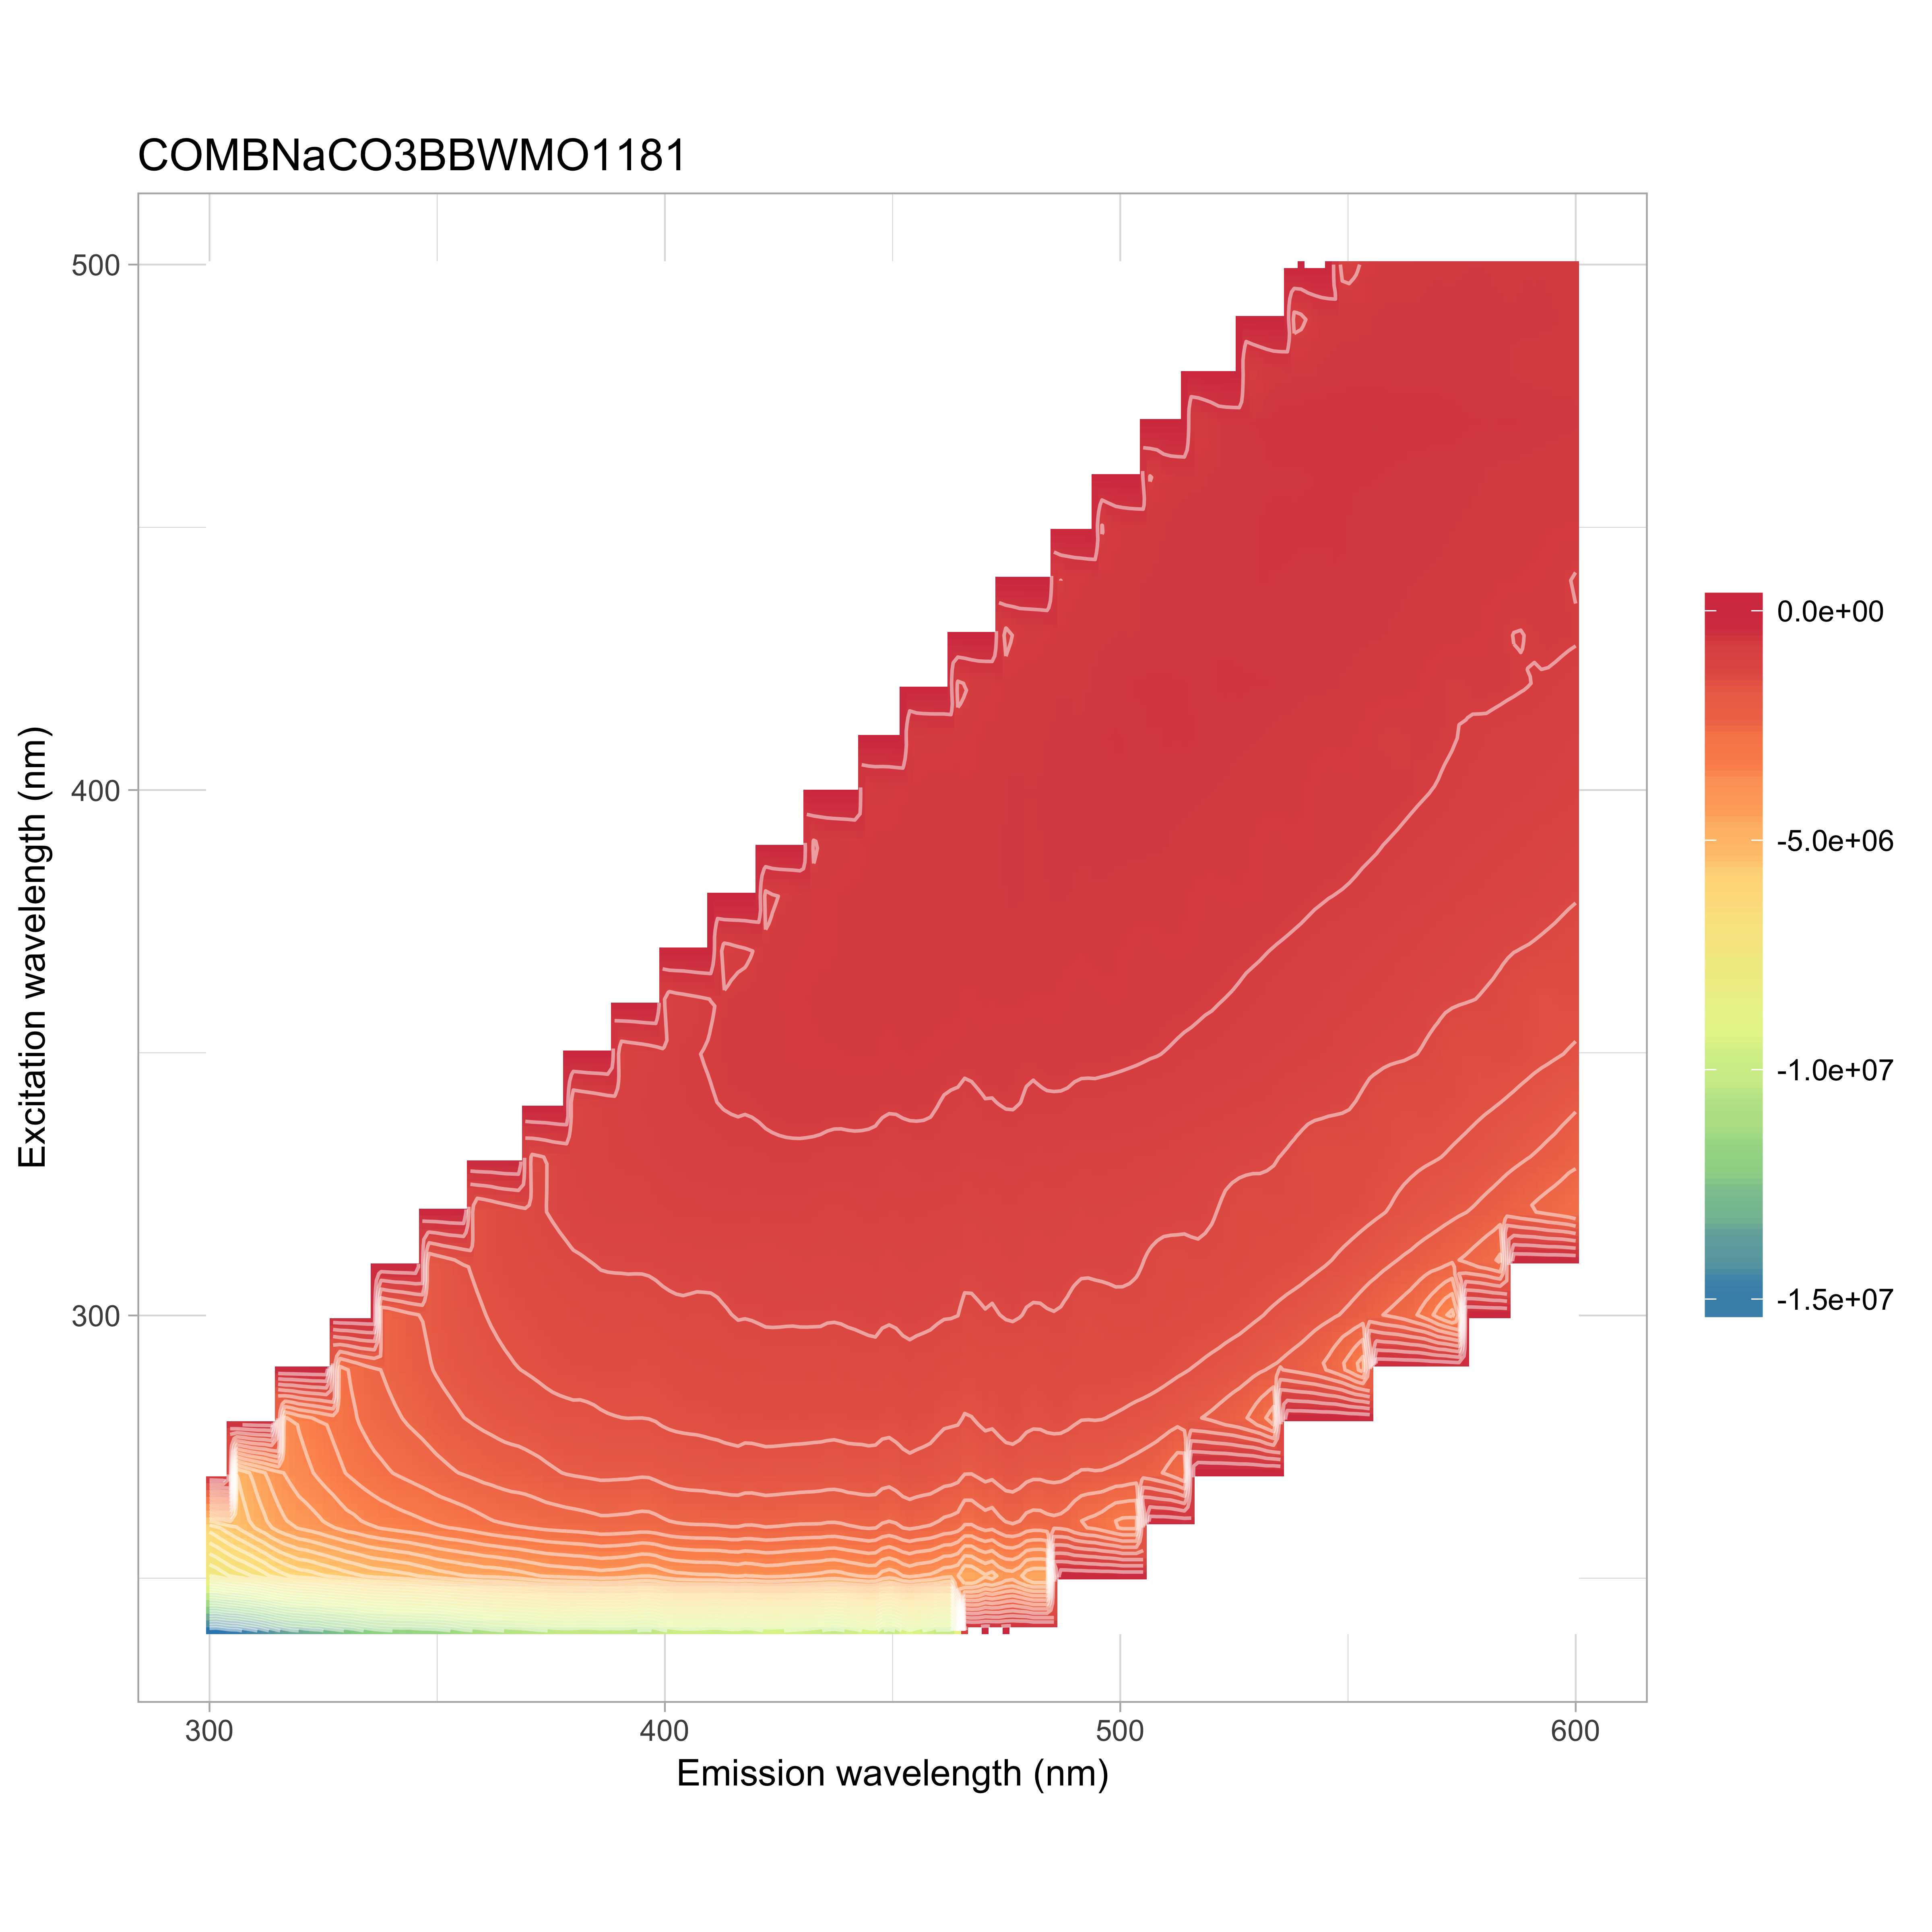 COMBNaCO3BBWMO1181
500
400
300
Excitation wavelength (nm)
300
400
500
600
Emission wavelength (nm)
0.0e+00
-5.0e+06
-1.0e+07
-1.5e+07